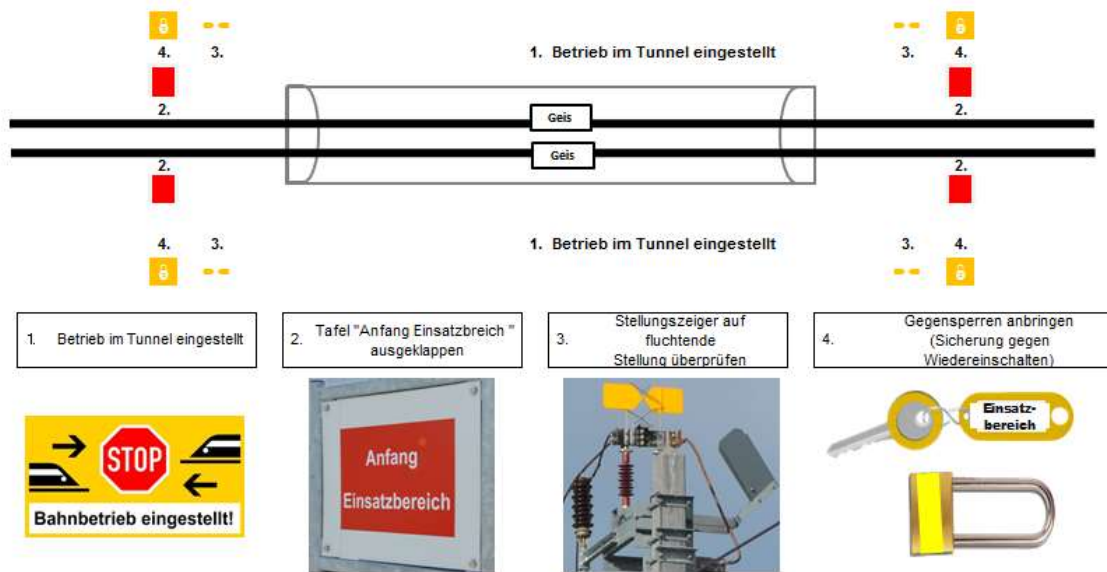 4. 3. 1. Betrieb im Tunnel eingestellt 3. 4.
2. 2.
Geis
Geis
2. 2.
4. 3. 1. Betrieb im Tunnel eingestellt 3. 4.
1. Betrieb im Tunnel eingestellt
2. Tafel "Anfang Einsatzbreich "
ausgeklappen
3. Stellungszeiger auf
fluchtende
Stellung überprüfen
4. Gegensperren anbringen
(Sicherung gegen
Wiedereinschalten)
STOP
Bahnbetrieb eingestellt!
Anfang
Einsatzbereich
Einsatz-
bereich